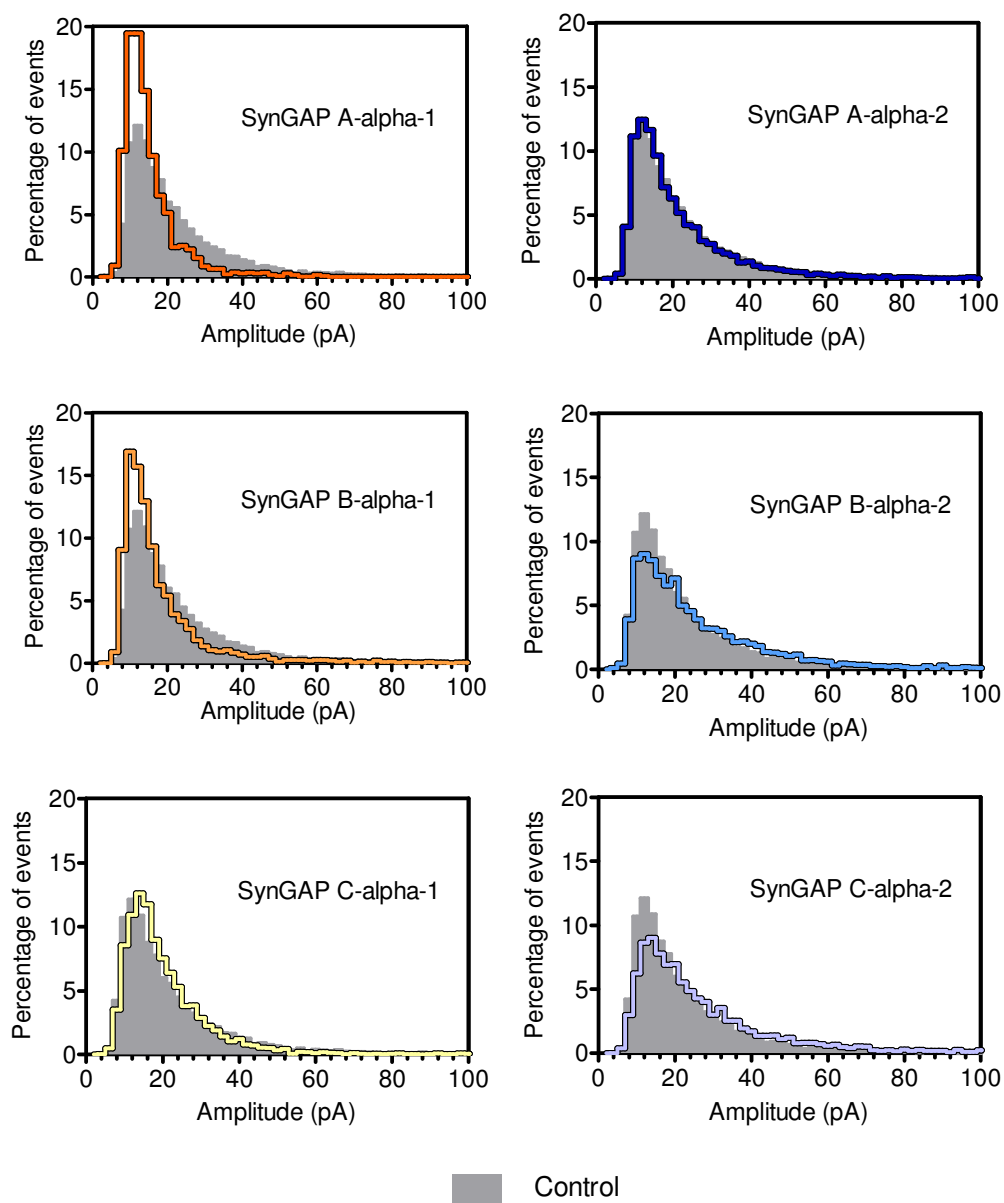 20
15
10
5
0
Percentage of events
SynGAP A-alpha-1
0 20 40 60 80 100
Amplitude (pA)
20
15
10
5
0
Percentage of events
SynGAP A-alpha-2
0 20 40 60 80 100
Amplitude (pA)
20
15
10
5
0
Percentage of events
SynGAP B-alpha-1
0 20 40 60 80 100
Amplitude (pA)
20
15
10
5
0
Percentage of events
SynGAP B-alpha-2
0 20 40 60 80 100
Amplitude (pA)
20
15
10
5
0
Percentage of events
SynGAP C-alpha-1
0 20 40 60 80 100
Amplitude (pA)
20
15
10
5
0
Percentage of events
SynGAP C-alpha-2
0 20 40 60 80 100
Amplitude (pA)
Control